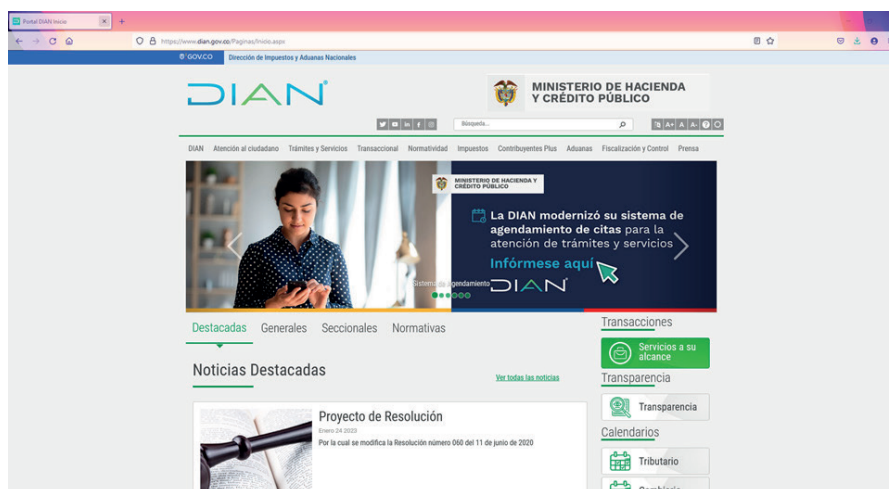 Portal DIAN Inicio
https://www.dian.gov.co/Paginas/Inicio.aspx
GOV.CO Dirección de Impuestos y Aduanas Nacionales
DIAN
MINISTERIO DE HACIENDA
Y CRÉDITO PÚBLICO
Búsqueda...
A+ A A-
DIAN Atención al ciudadano Trámites y Servicios Transaccional Normatividad Impuestos Contribuyentes Plus Aduanas Fiscalización y Control Prensa
MINISTERIO DE HACIENDA Y
CRÉDITO PÚBLICO
La DIAN modernizó su sistema de
agendamiento de citas para la
atención de trámites y servicios
Infórmese aquí
Sistema de agendamiento
DIAN
Destacadas Generales Seccionales Normativas
Noticias Destacadas
Ver todas las noticias
Proyecto de Resolución
Enero 24 2023
Por la cual se modifica la Resolución número 060 del 11 de junio de 2020
Transacciones
Servicios a su
alcance
Transparencia
Transparencia
Calendarios
Tributario